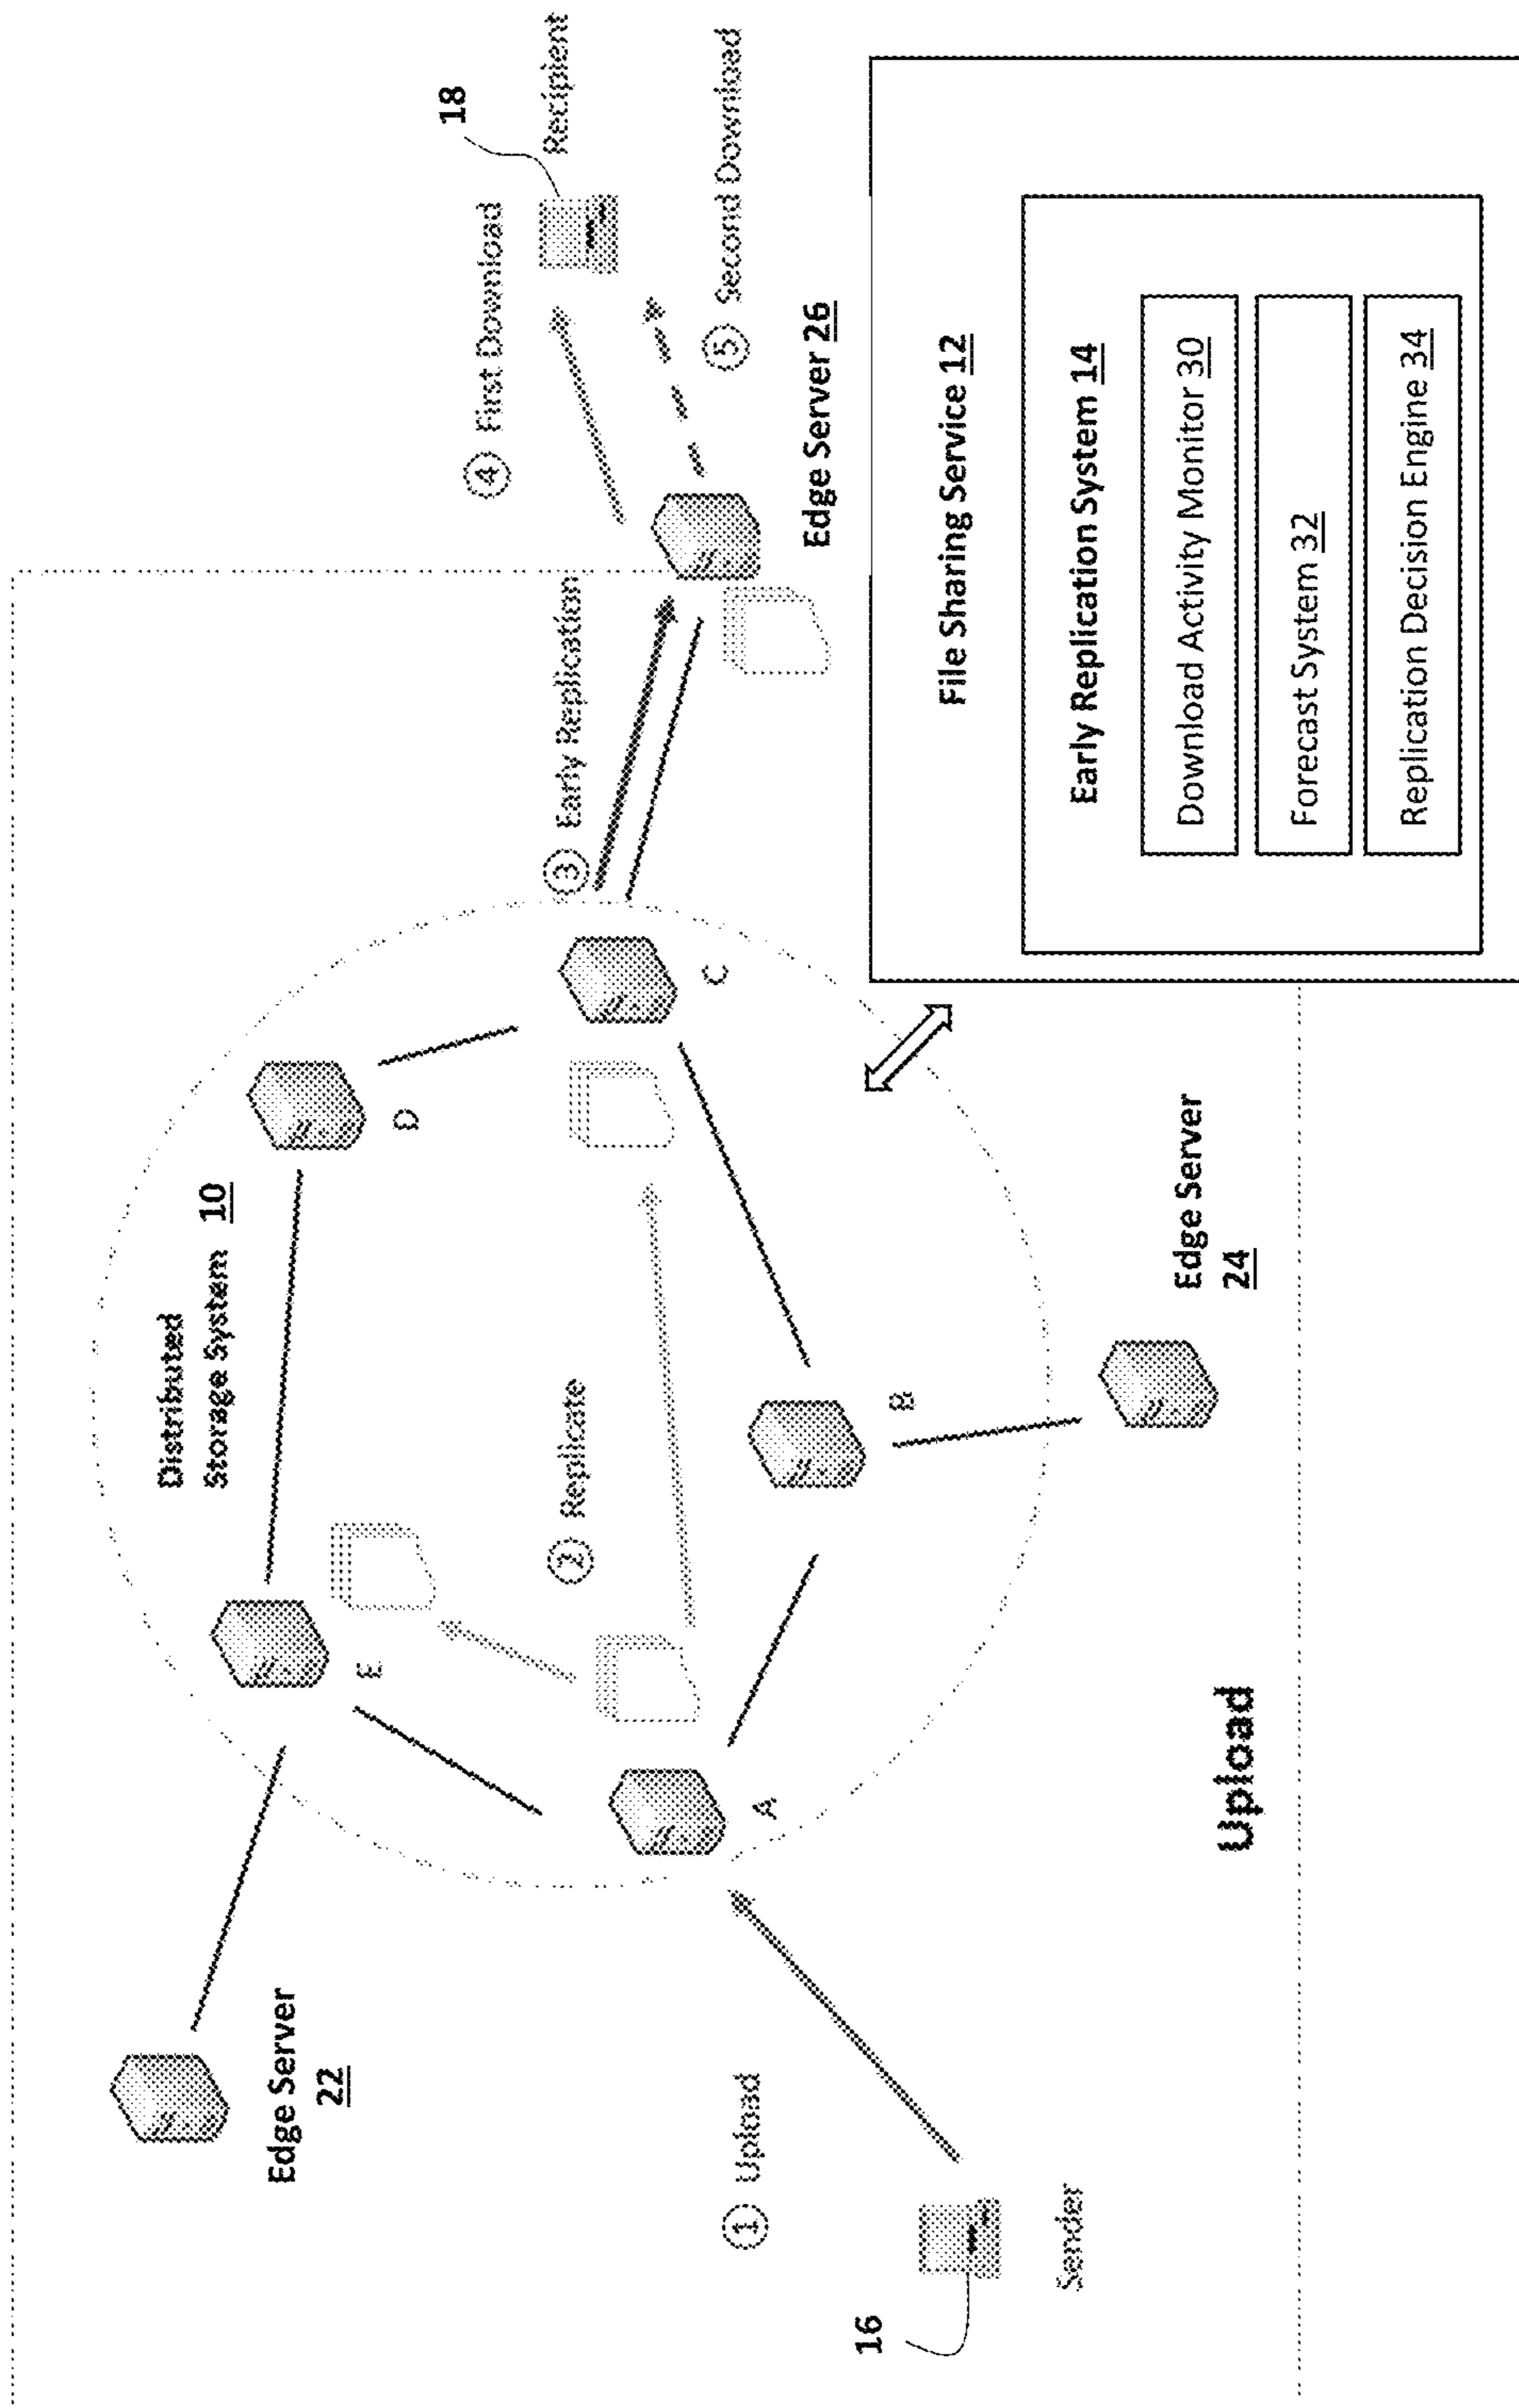 Distributed
Storage System 10
Edge Server
22
E
D
② Replicate
③ Early Replication
④ First Download
18
Recipient
⑤ Second Download
A
B
C
① Upload
16
Sender
Edge Server
24
Edge Server 26
Upload
File Sharing Service 12
Early Replication System 14
Download Activity Monitor 30
Forecast System 32
Replication Decision Engine 34